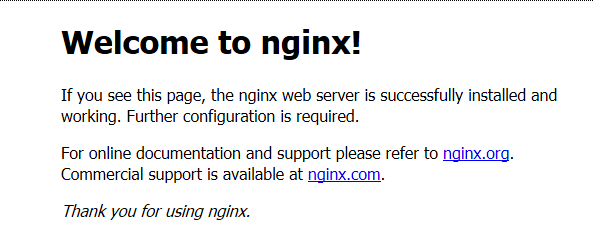 Welcome to nginx!
If you see this page, the nginx web server is successfully installed and
working. Further configuration is required.
For online documentation and support please refer to nginx.org.
Commercial support is available at nginx.com.
Thank you for using nginx.